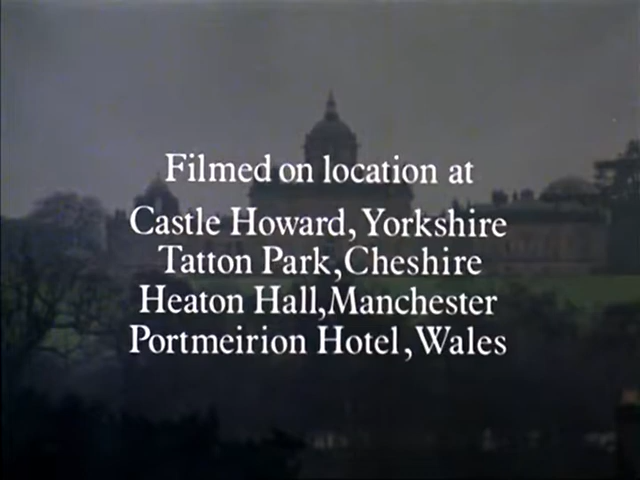 Filmed on location at
Castle Howard, Yorkshire
Tatton Park, Cheshire
Heaton Hall, Manchester
Portmeirion Hotel, Wales